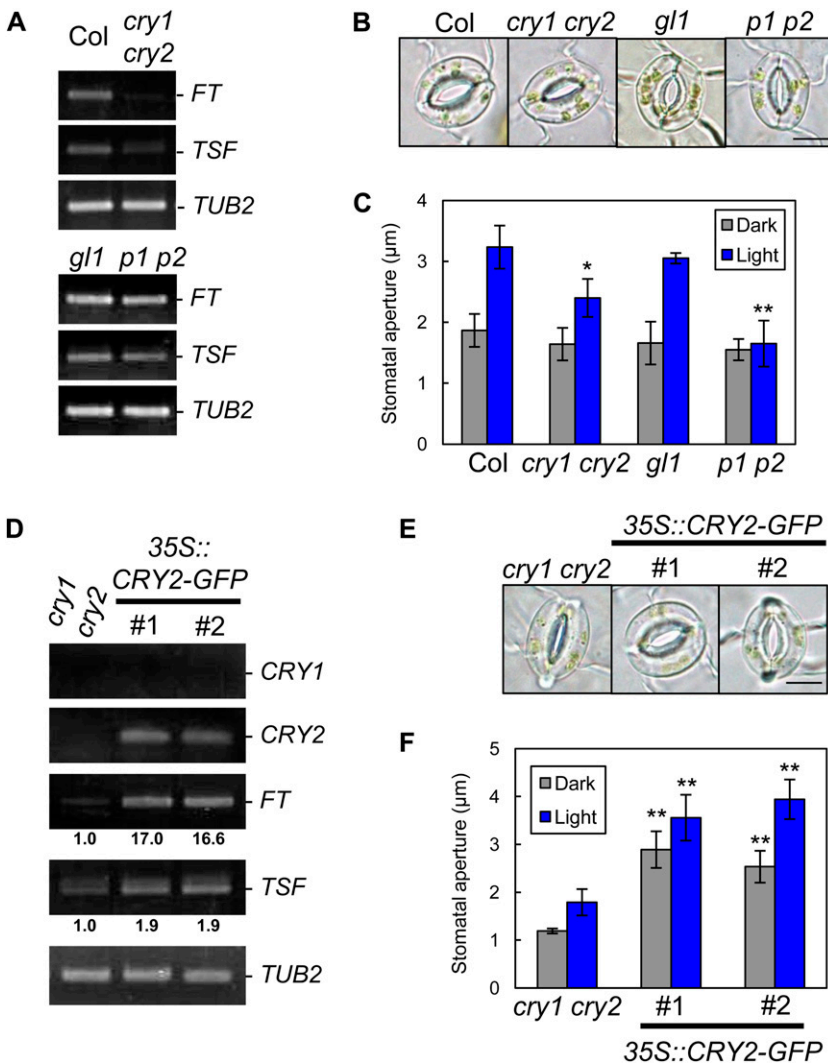 A
Col
cry1
cry2
FT
TSF
TUB2
gl1 p1 p2
FT
TSF
TUB2
B
Col cry1 cry2 gl1 p1 p2
C
Stomatal aperture (µm)
4
3
2
1
0
Dark
Light
*
**
Col cry1 cry2 gl1 p1 p2
D
35S::
CRY2-GFP
cry1
cry2
#1 #2
CRY1
CRY2
FT
1.0 17.0 16.6
TSF
1.0 1.9 1.9
TUB2
E
35S::CRY2-GFP
cry1 cry2 #1 #2
F
Stomatal aperture (µm)
5
4
3
2
1
0
Dark
Light
** ** ** **
cry1 cry2 #1 #2
35S::CRY2-GFP